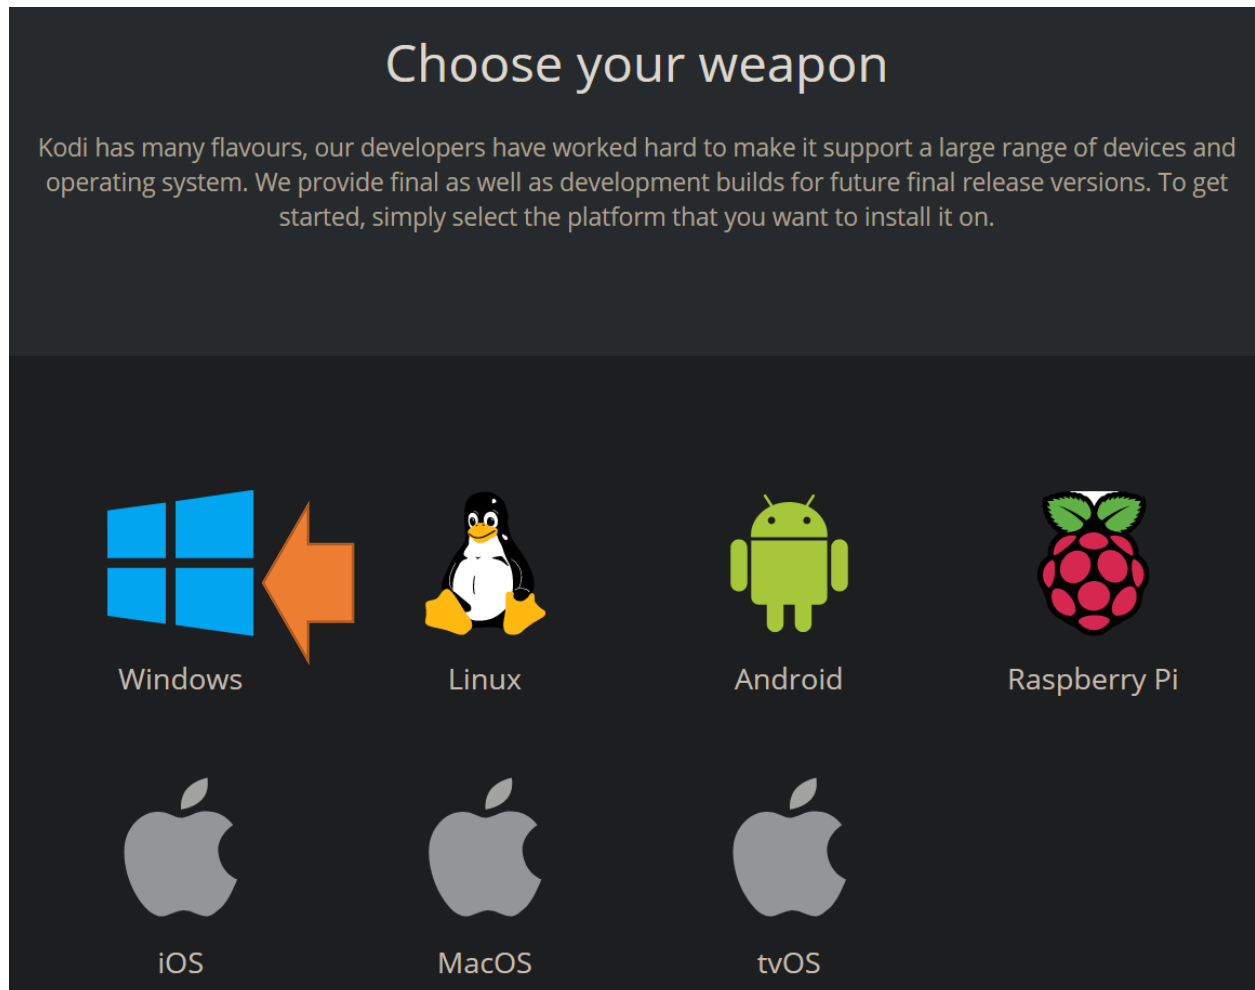 Choose your weapon
Kodi has many flavours, our developers have worked hard to make it support a large range of devices and
operating system. We provide final as well as development builds for future final release versions. To get
started, simply select the platform that you want to install it on.
Windows
Linux
Android
Raspberry Pi
iOS
MacOS
tvOS